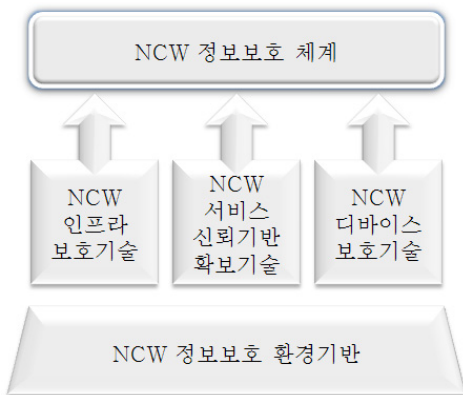 NCW 정보보호 체계
NCW
인프라
보호기술
NCW
서비스
신뢰기반
확보기술
NCW
디바이스
보호기술
NCW 정보보호 환경기반